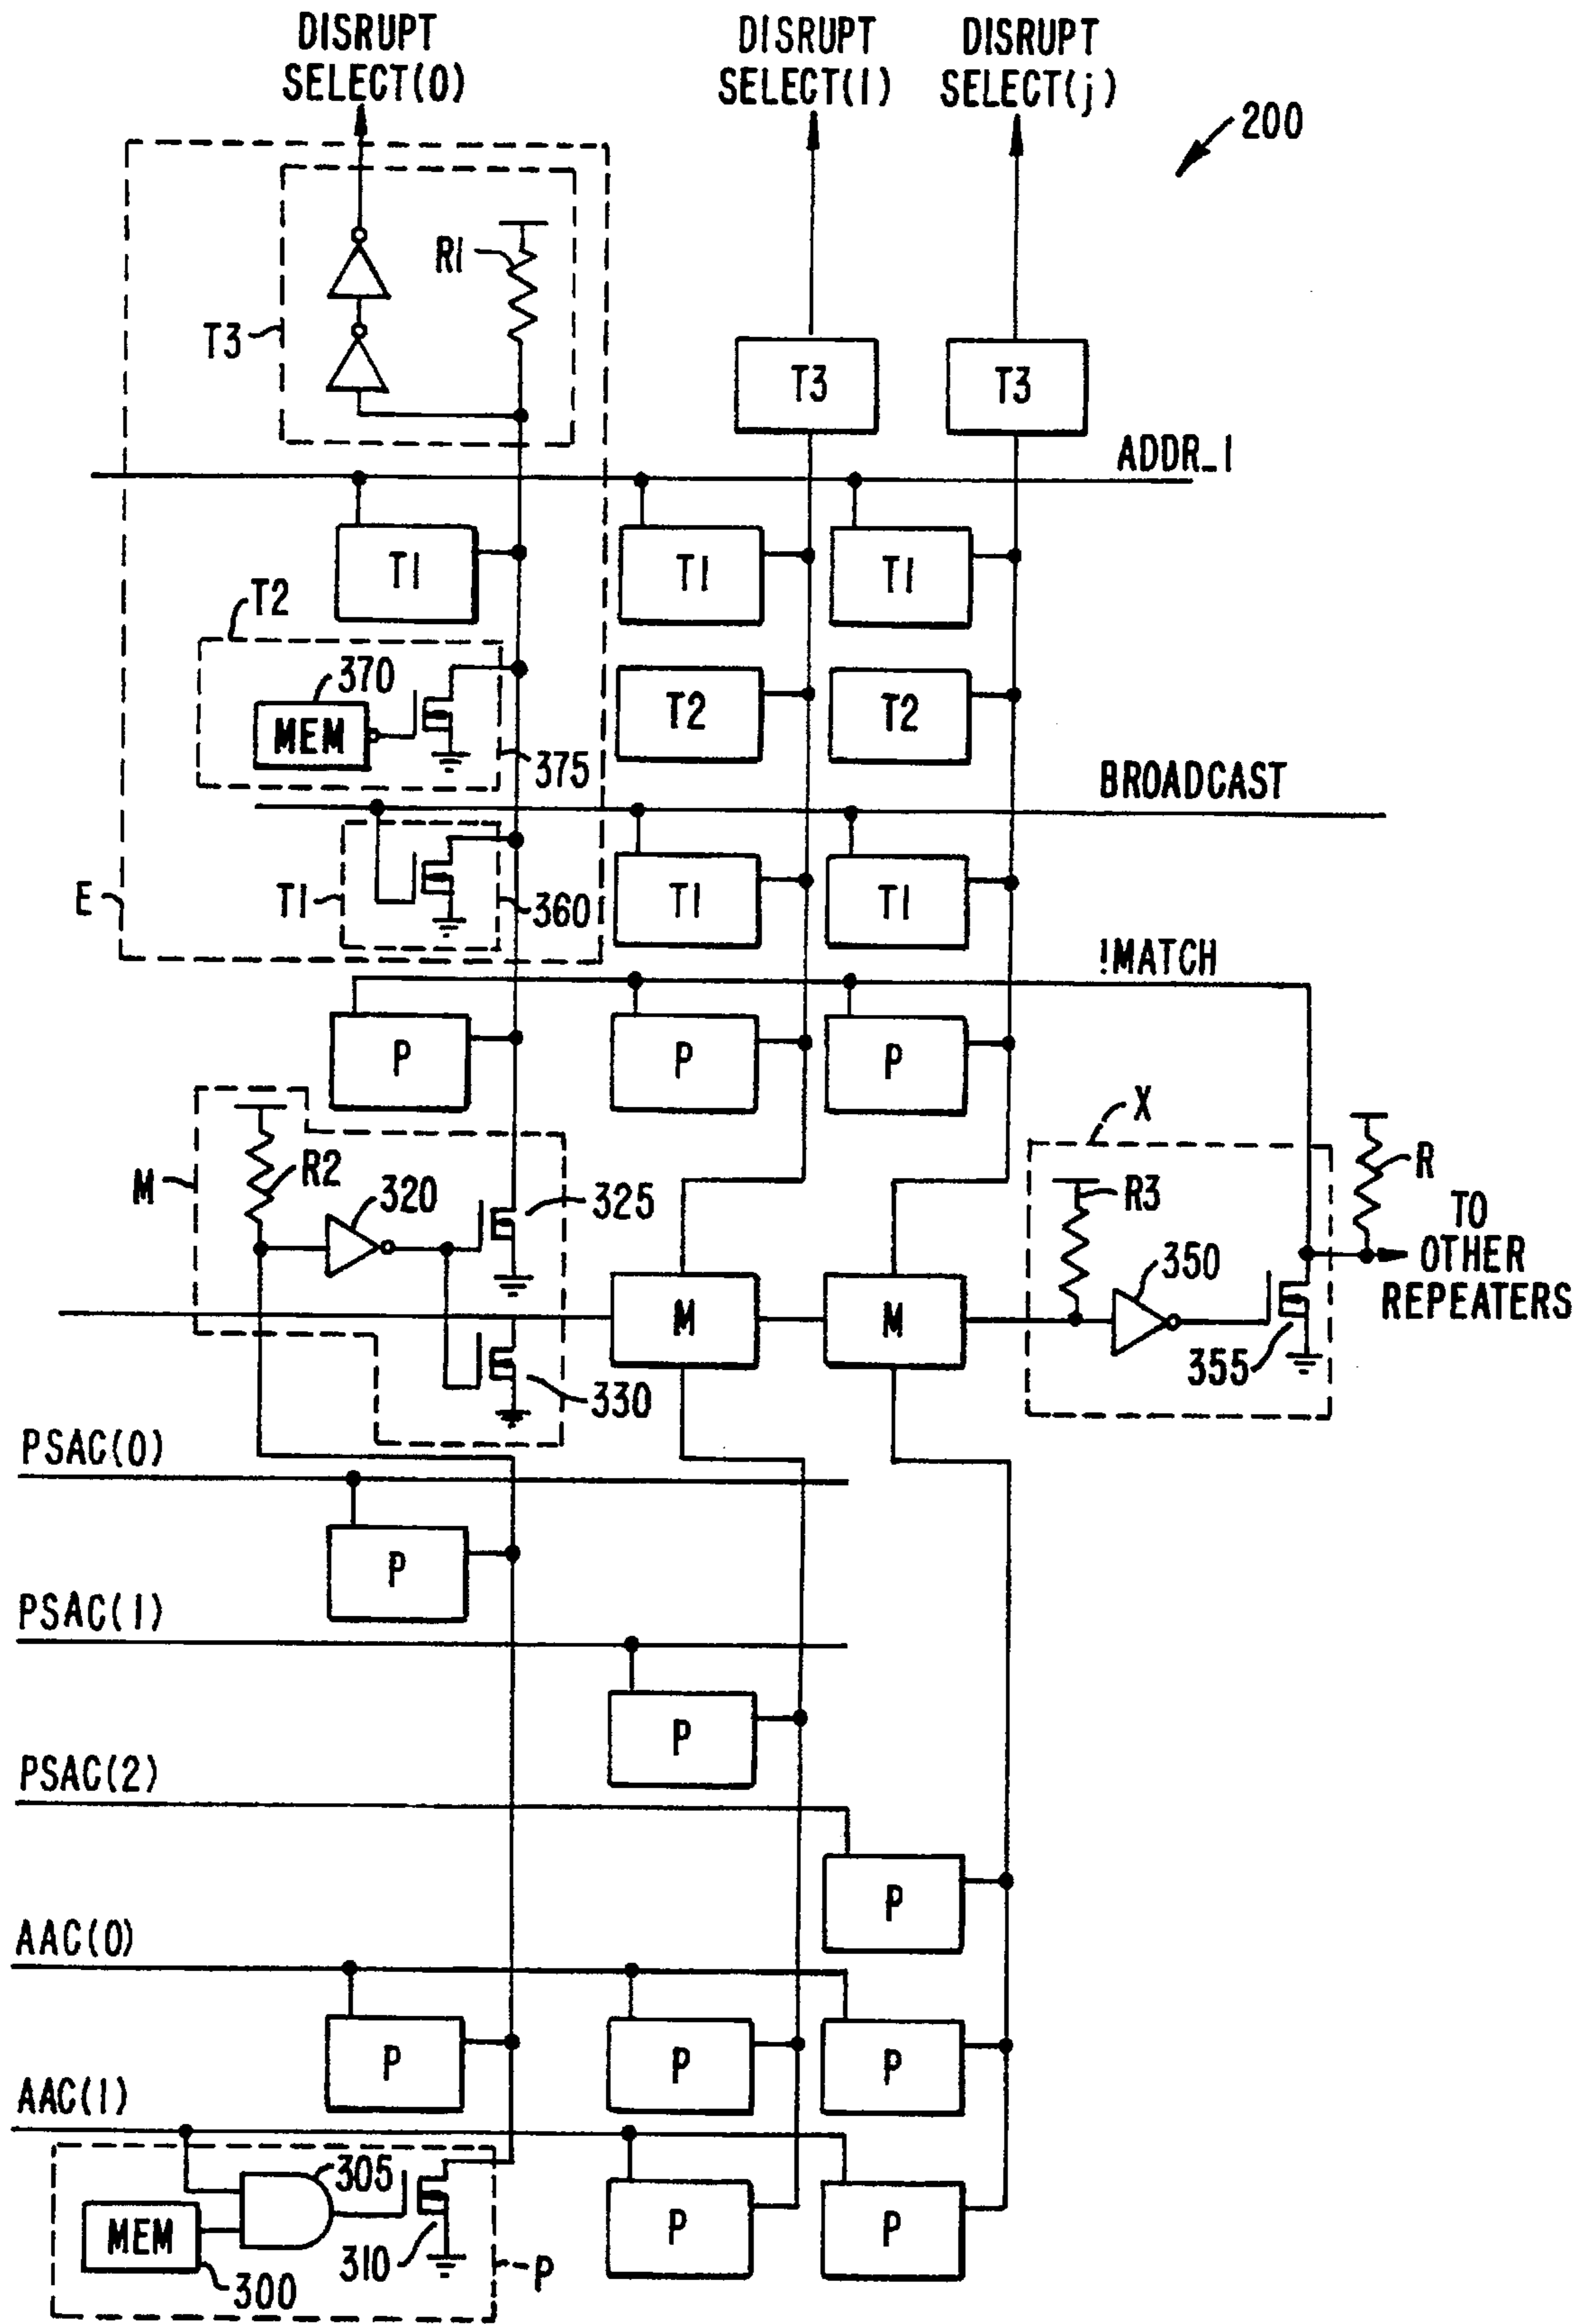 DISRUPT
SELECT(0)
DISRUPT
SELECT(1)
DISRUPT
SELECT(j)
200
R1
T3
T3
T3
ADDR_1
T1
T1
T1
T2
370
MEM
T2
T2
375
BROADCAST
E
T1
360
T1
T1
!MATCH
P
P
P
X
M
R2
320
325
R3
R
TO
OTHER
REPEATERS
350
M
M
355
330
PSAC(0)
P
PSAC(1)
P
PSAC(2)
P
AAC(0)
P
P
P
AAC(1)
305
MEM
300
310
P
P
P